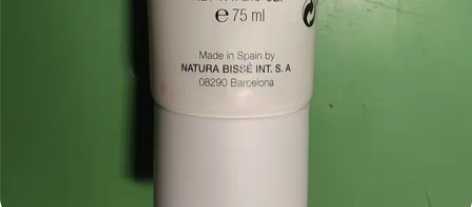 ℮ 75 ml
Made in Spain by
NATURA BISSÉ INT. S. A
08290 Barcelona